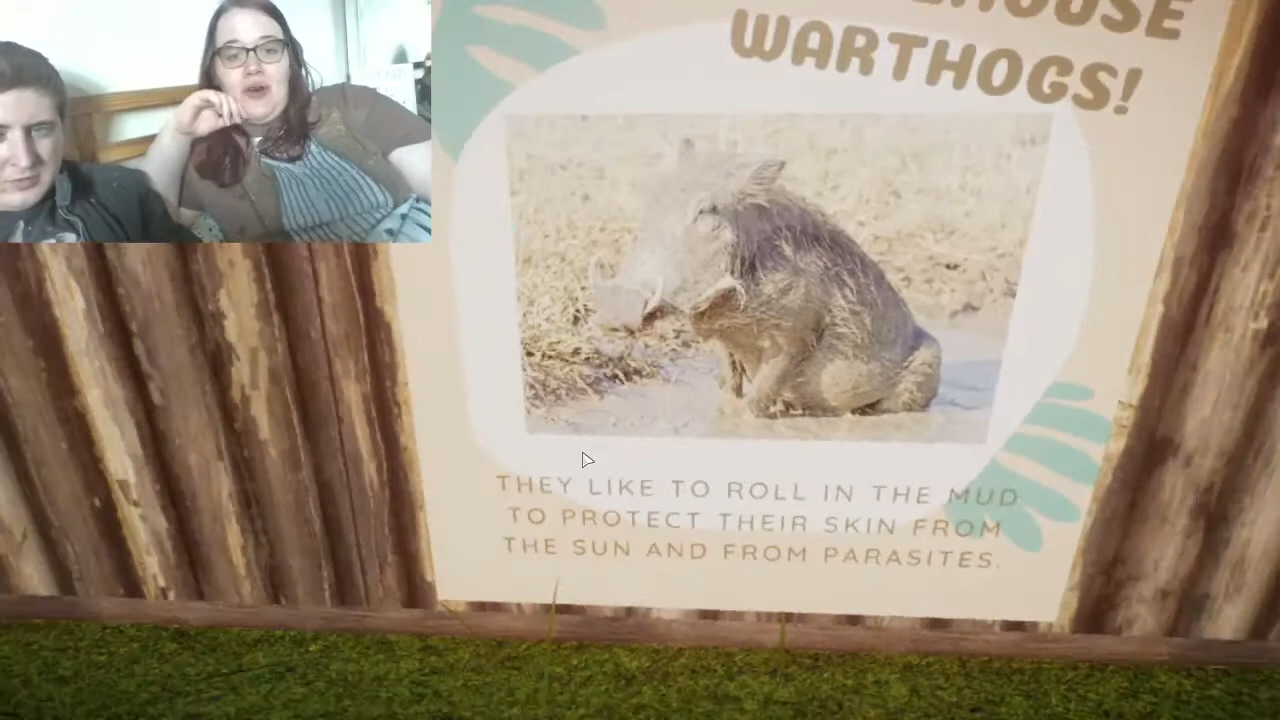 WARTHOGS!
THEY LIKE TO ROLL IN THE MUD
TO PROTECT THEIR SKIN FROM
THE SUN AND FROM PARASITES.